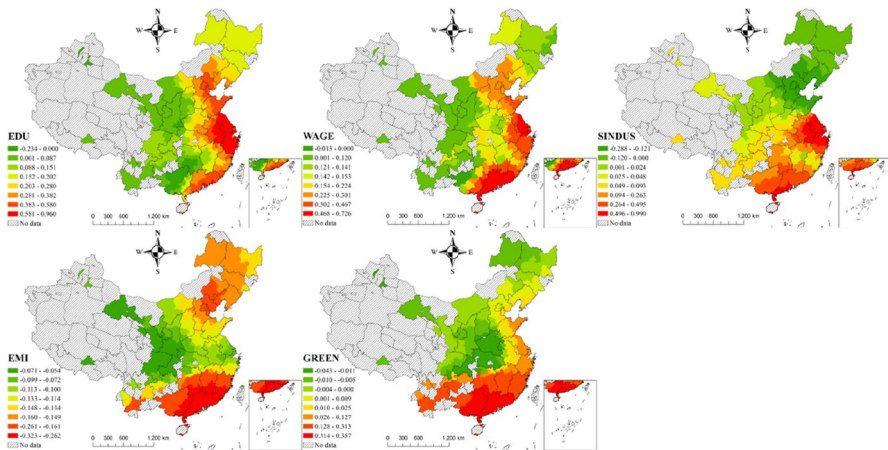 N
W E
S
EDU
-0.234 - 0.000
0.001 - 0.087
0.088 - 0.151
0.152 - 0.202
0.203 - 0.280
0.281 - 0.382
0.383 - 0.580
0.581 - 0.960
No data
0 300 600 1,200 km
N
W E
S
WAGE
-0.013 - 0.000
0.001 - 0.120
0.121 - 0.141
0.142 - 0.153
0.154 - 0.224
0.225 - 0.301
0.302 - 0.467
0.468 - 0.726
No data
0 300 600 1,200 km
N
W E
S
SINDUS
-0.288 - -0.121
-0.120 - 0.000
0.001 - 0.024
0.025 - 0.048
0.049 - 0.093
0.094 - 0.263
0.264 - 0.495
0.496 - 0.990
No data
0 300 600 1,200 km
N
W E
S
EMI
-0.071 - -0.054
-0.099 - -0.072
-0.113 - -0.100
-0.133 - -0.114
-0.148 - -0.134
-0.160 - -0.149
-0.261 - -0.161
-0.323 - -0.262
No data
0 300 600 1,200 km
N
W E
S
GREEN
-0.043 - -0.011
-0.010 - -0.005
-0.004 - 0.000
0.001 - 0.009
0.010 - 0.025
0.026 - 0.127
0.128 - 0.313
0.314 - 0.357
No data
0 300 600 1,200 km